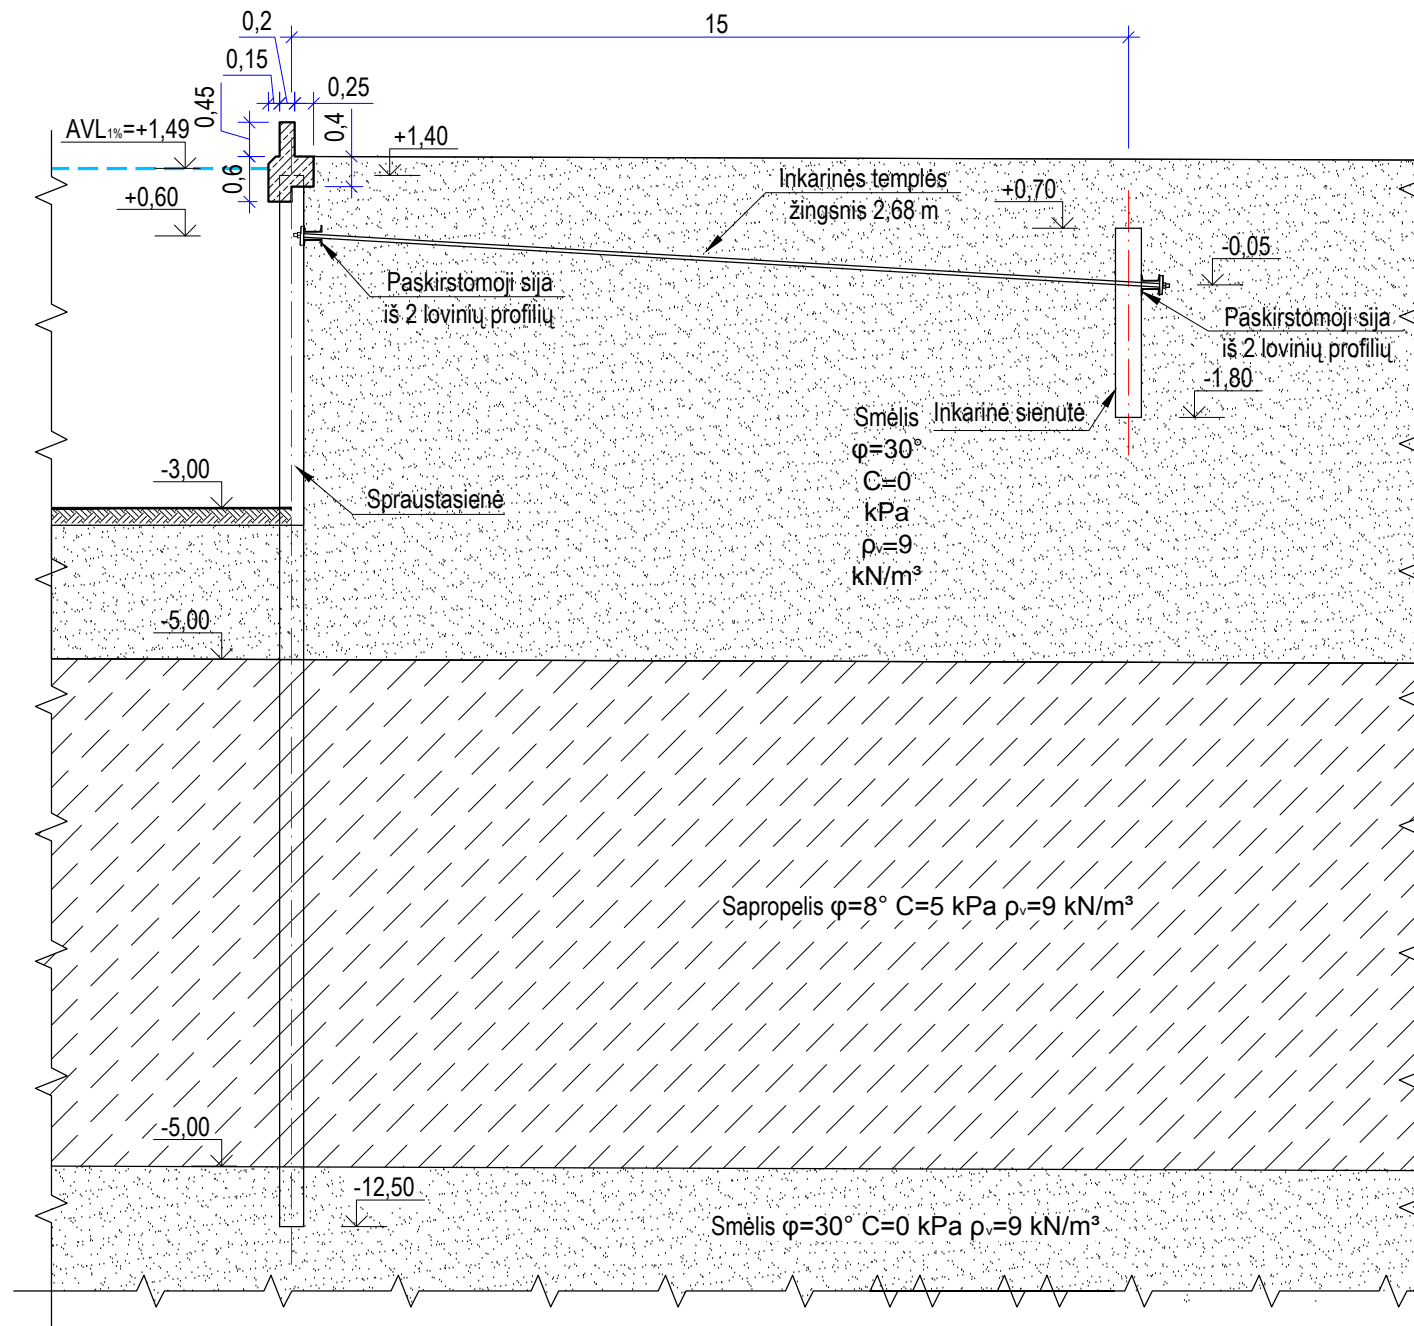 0,2
15
0,15
0,25
0,45
0,4
AVL1%=+1,49
+1,40
0,6
Inkarinės templės
žingsnis 2,68 m
+0,60
+0,70
-0,05
Paskirstomoji sija
iš 2 lovinių profilių
Paskirstomoji sija
iš 2 lovinių profilių
-1,80
Inkarinė sienutė
Smėlis
φ=30°
C=0
kPa
ρv=9
kN/m³
-3,00
Spraustasienė
-5,00
Sapropelis φ=8° C=5 kPa ρv=9 kN/m³
-5,00
-12,50
Smėlis φ=30° C=0 kPa ρv=9 kN/m³